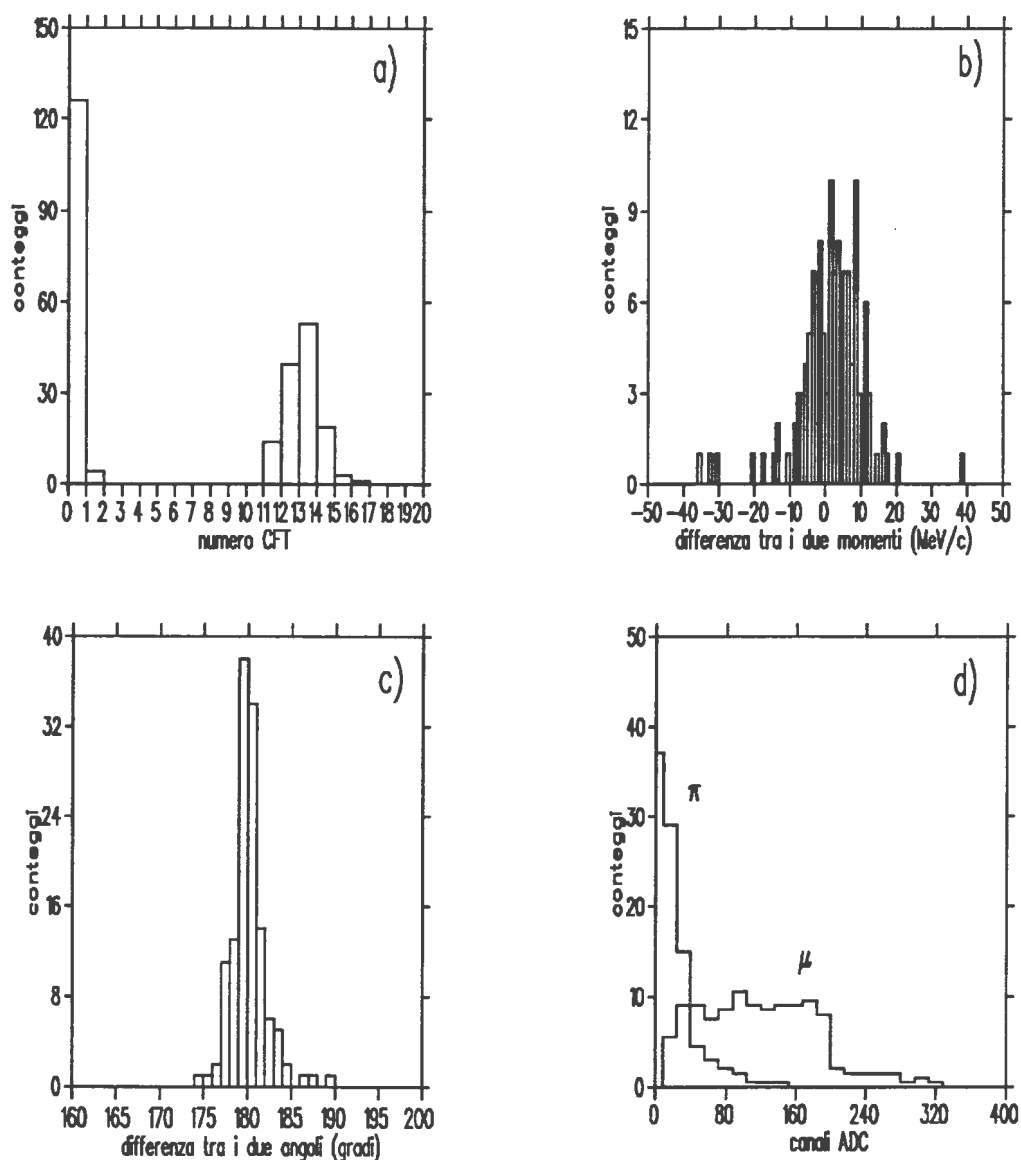 a)
150
120
90
60
30
0
conteggi
0 1 2 3 4 5 6 7 8 9 10 11 12 13 14 15 16 17 18 19 20
numero CFT
b)
15
12
9
6
3
0
conteggi
-50 -40 -30 -20 -10 0 10 20 30 40 50
differenza tra i due momenti (MeV/c)
c)
40
32
24
16
8
0
conteggi
160 165 170 175 180 185 190 195 200
differenza tra i due angoli (gradi)
d)
50
40
30
20
10
0
conteggi
π
μ
0 80 160 240 320 400
canali ADC